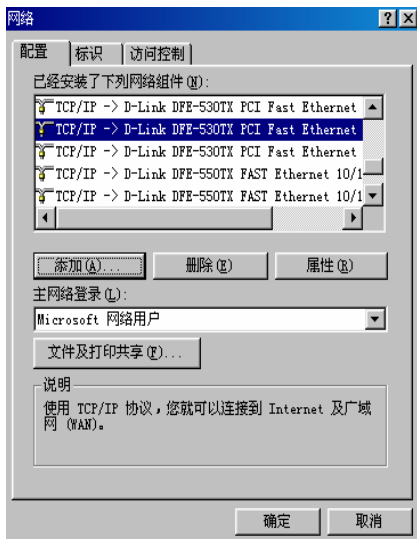 网络
配置 标识 访问控制
已经安装了下列网络组件(N):
TCP/IP -> D-Link DFE-530TX PCI Fast Ethernet
TCP/IP -> D-Link DFE-530TX PCI Fast Ethernet
TCP/IP -> D-Link DFE-530TX PCI Fast Ethernet
TCP/IP -> D-Link DFE-550TX FAST Ethernet 10/1
TCP/IP -> D-Link DFE-550TX FAST Ethernet 10/1
添加(A)... 删除(E) 属性(R)
主网络登录(L):
Microsoft 网络用户
文件及打印共享(F)...
说明
使用 TCP/IP 协议，您就可以连接到 Internet 及广域
网 (WAN)。
确定 取消